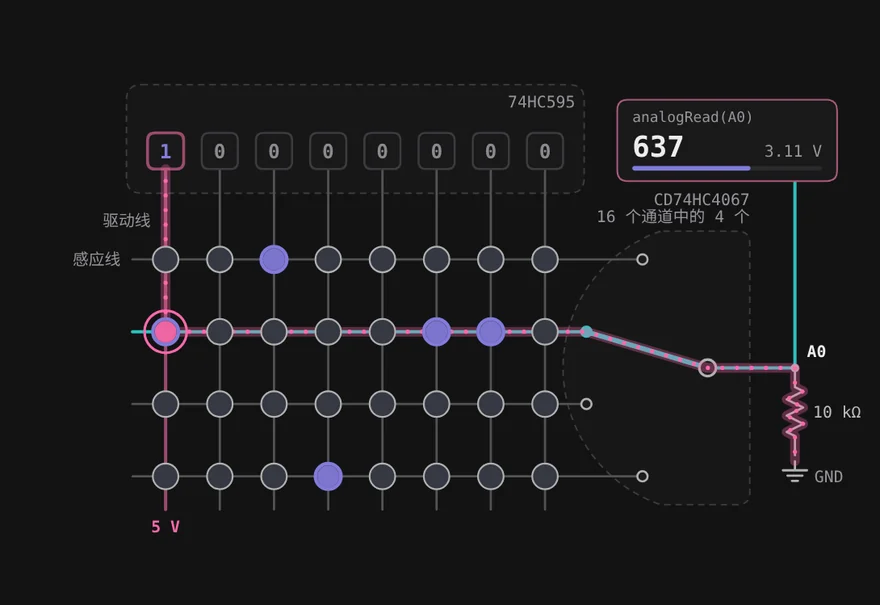 74HC595
1 0 0 0 0 0 0 0
analogRead(A0)
637 3.11 V
CD74HC4067
16 个通道中的 4 个
驱动线
感应线
A0
10 kΩ
GND
5 V